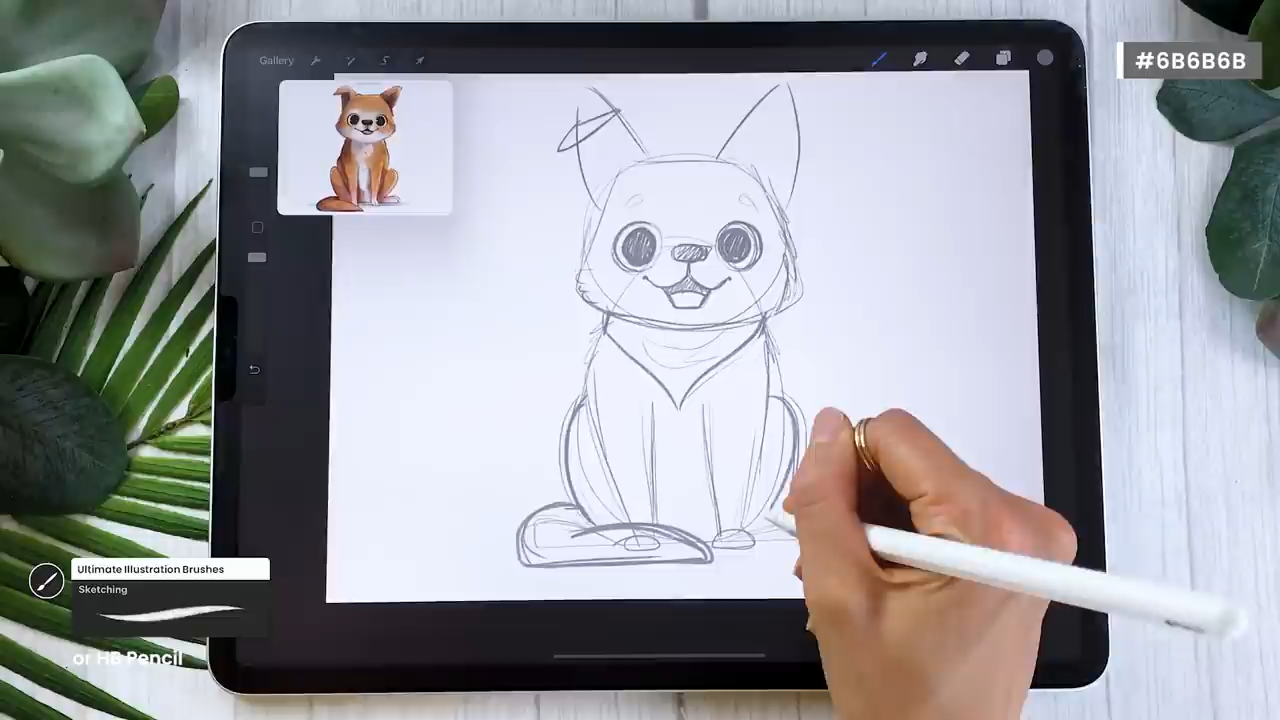 Gallery
#6B6B6B
Ultimate Illustration Brushes
Sketching
or HB Pencil